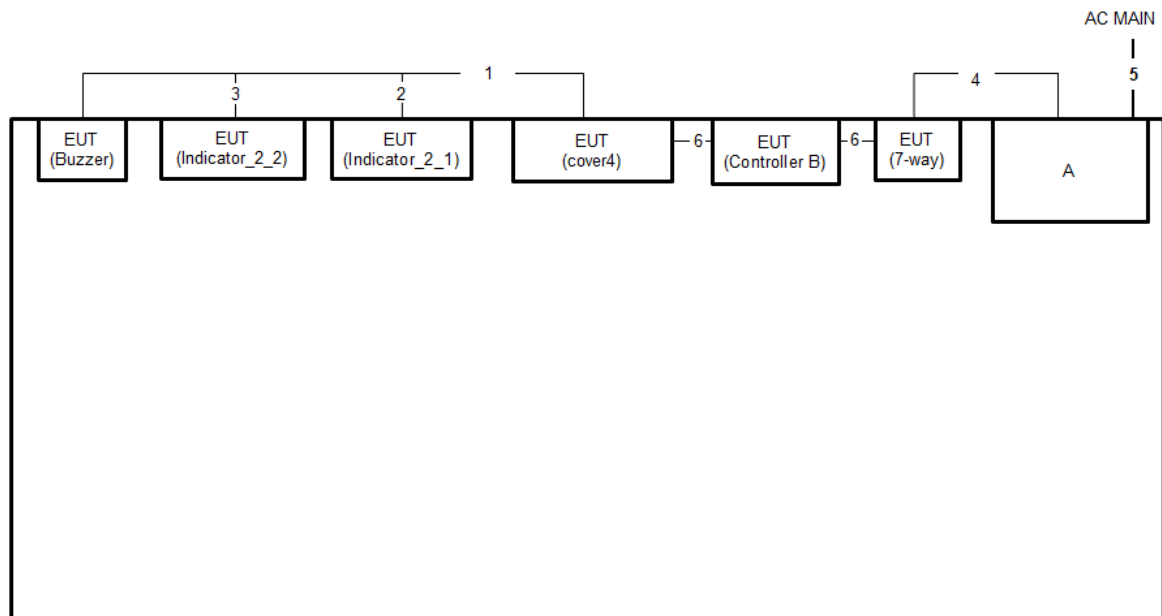 AC MAIN
1
4
5
3
2
EUT
(Buzzer)
EUT
(Indicator_2_2)
EUT
(Indicator_2_1)
EUT
(cover4)
6
EUT
(Controller B)
6
EUT
(7-way)
A